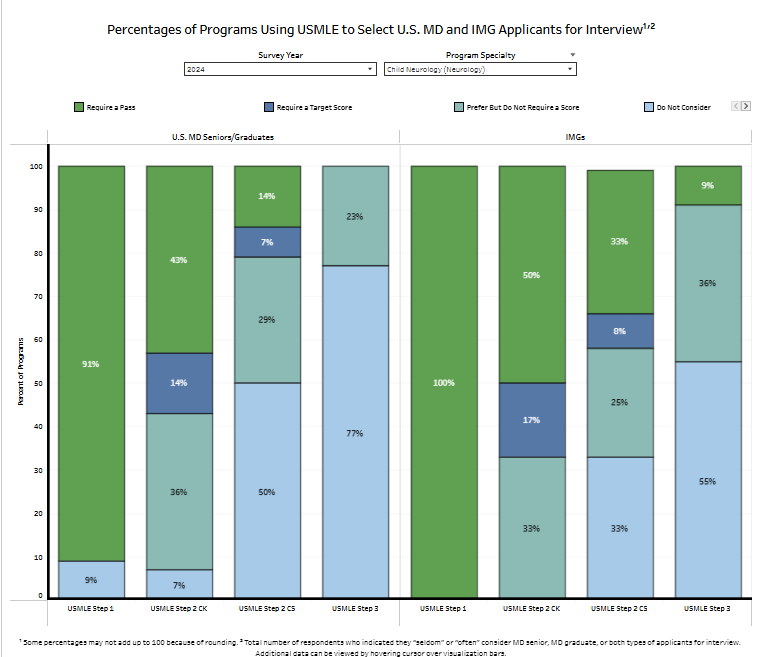 Percentages of Programs Using USMLE to Select U.S. MD and IMG Applicants for Interview¹'²
Survey Year
Program Specialty
2024
Child Neurology (Neurology)
Require a Pass
Require a Target Score
Prefer But Do Not Require a Score
Do Not Consider
U.S. MD Seniors/Graduates
IMGs
Percent of Programs
100
90
80
70
60
50
40
30
20
10
0
91%
9%
43%
14%
36%
7%
14%
7%
29%
50%
23%
77%
100%
50%
17%
33%
33%
8%
25%
33%
9%
36%
55%
USMLE Step 1
USMLE Step 2 CK
USMLE Step 2 CS
USMLE Step 3
USMLE Step 1
USMLE Step 2 CK
USMLE Step 2 CS
USMLE Step 3
¹ Some percentages may not add up to 100 because of rounding. ² Total number of respondents who indicated they "seldom" or "often" consider MD senior, MD graduate, or both types of applicants for interview.
Additional data can be viewed by hovering cursor over visualization bars.